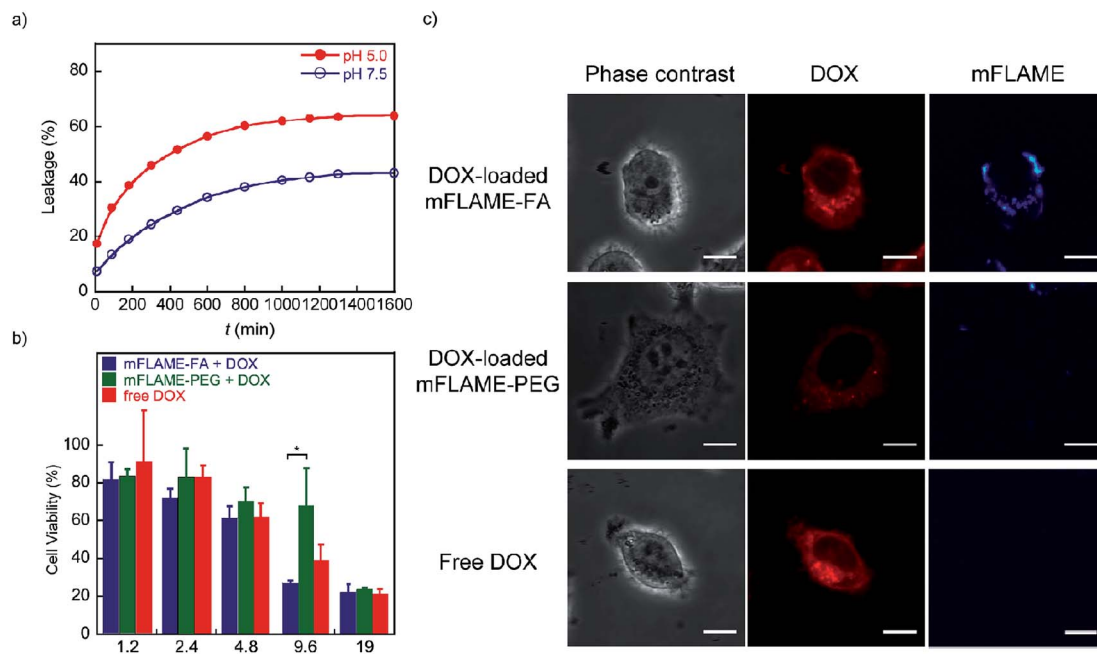 a)
80
60
40
20
0
Leakage (%)
pH 5.0
pH 7.5
0 200 400 600 800 1000 1200 1400 1600
t (min)
b)
mFLAME-FA + DOX
mFLAME-PEG + DOX
free DOX
100
80
60
40
20
0
Cell Viability (%)
*
1.2 2.4 4.8 9.6 19
c)
Phase contrast DOX mFLAME
DOX-loaded
mFLAME-FA
DOX-loaded
mFLAME-PEG
Free DOX